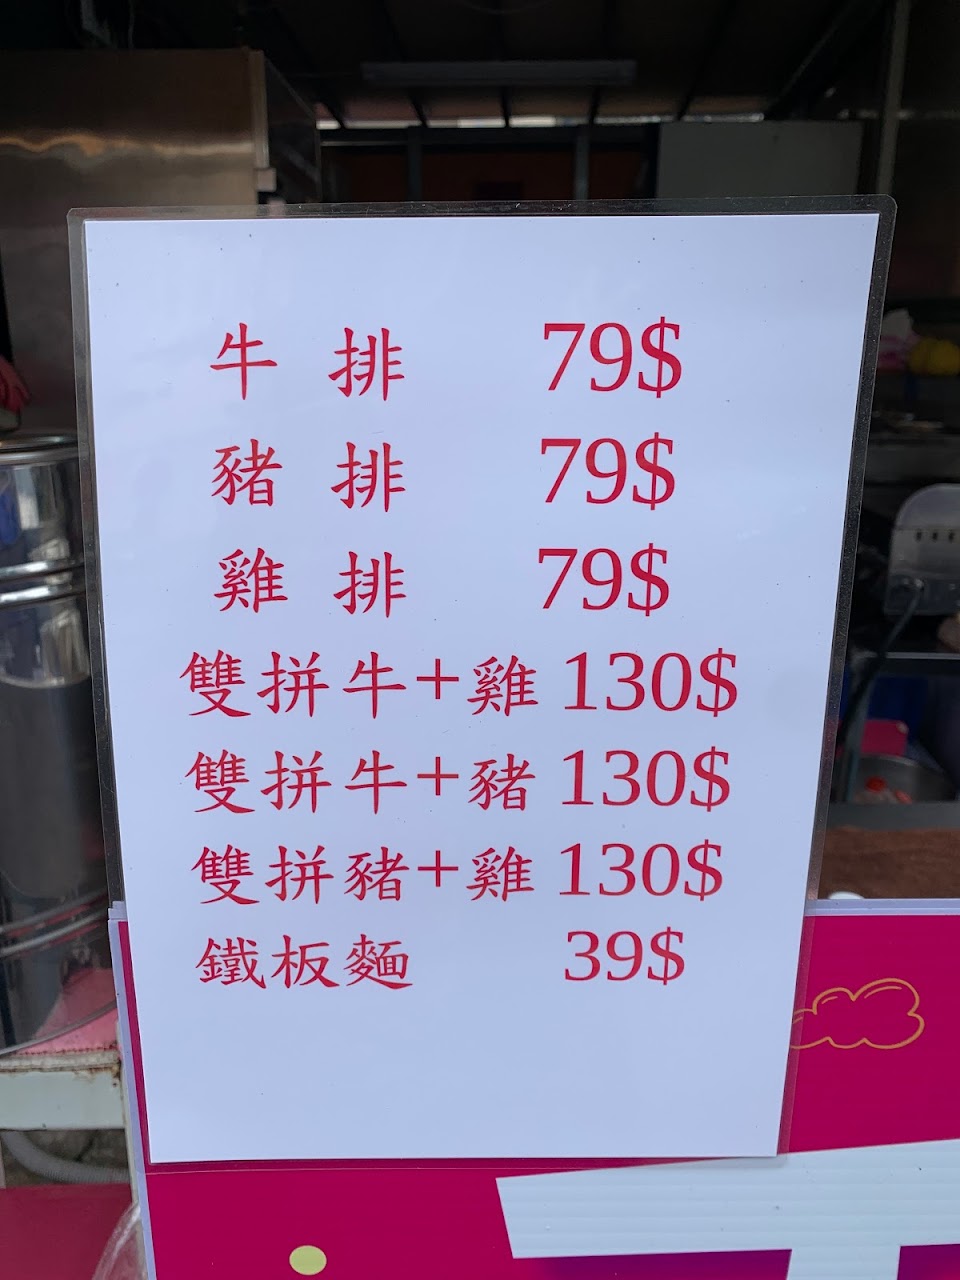 牛 排 79$
豬 排 79$
雞 排 79$
雙拼牛+雞 130$
雙拼牛+豬 130$
雙拼豬+雞 130$
鐵板麵 39$